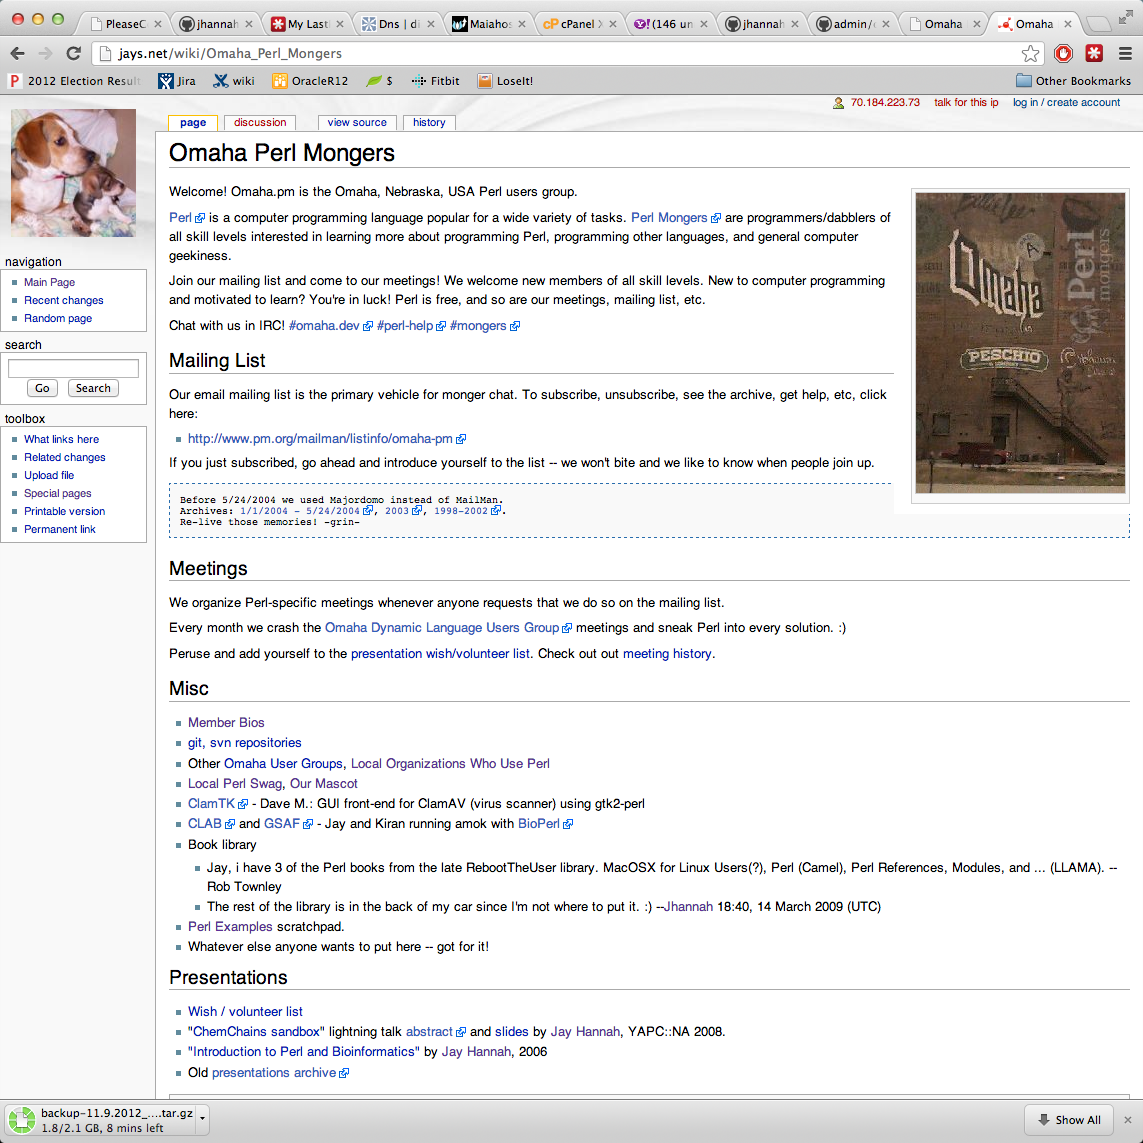 PleaseC
jhannah
My Last
Dns | di
Maiahos
cPanel X
(146 un
jhannah
admin/c
Omaha
Omaha
jays.net/wiki/Omaha_Perl_Mongers
2012 Election Result
Jira
wiki
OracleR12
$
Fitbit
LoseIt!
Other Bookmarks
70.184.223.73 talk for this ip log in / create account
page discussion view source history
Omaha Perl Mongers
Welcome! Omaha.pm is the Omaha, Nebraska, USA Perl users group.
Perl is a computer programming language popular for a wide variety of tasks. Perl Mongers are programmers/dabblers of
all skill levels interested in learning more about programming Perl, programming other languages, and general computer
geekiness.
Join our mailing list and come to our meetings! We welcome new members of all skill levels. New to computer programming
and motivated to learn? You're in luck! Perl is free, and so are our meetings, mailing list, etc.
Chat with us in IRC! #omaha.dev #perl-help #mongers
Omaha
Perl
mongers
PESCHIO
navigation
Main Page
Recent changes
Random page
search
Go Search
toolbox
What links here
Related changes
Upload file
Special pages
Printable version
Permanent link
Mailing List
Our email mailing list is the primary vehicle for monger chat. To subscribe, unsubscribe, see the archive, get help, etc, click
here:
http://www.pm.org/mailman/listinfo/omaha-pm
If you just subscribed, go ahead and introduce yourself to the list -- we won't bite and we like to know when people join up.
Before 5/24/2004 we used Majordomo instead of MailMan.
Archives: 1/1/2004 - 5/24/2004, 2003, 1998-2002.
Re-live those memories! -grin-
Meetings
We organize Perl-specific meetings whenever anyone requests that we do so on the mailing list.
Every month we crash the Omaha Dynamic Language Users Group meetings and sneak Perl into every solution. :)
Peruse and add yourself to the presentation wish/volunteer list. Check out out meeting history.
Misc
Member Bios
git, svn repositories
Other Omaha User Groups, Local Organizations Who Use Perl
Local Perl Swag, Our Mascot
ClamTK - Dave M.: GUI front-end for ClamAV (virus scanner) using gtk2-perl
CLAB and GSAF - Jay and Kiran running amok with BioPerl
Book library
Jay, i have 3 of the Perl books from the late RebootTheUser library. MacOSX for Linux Users(?), Perl (Camel), Perl References, Modules, and ... (LLAMA). --
Rob Townley
The rest of the library is in the back of my car since I'm not where to put it. :) --Jhannah 18:40, 14 March 2009 (UTC)
Perl Examples scratchpad.
Whatever else anyone wants to put here -- got for it!
Presentations
Wish / volunteer list
"ChemChains sandbox" lightning talk abstract and slides by Jay Hannah, YAPC::NA 2008.
"Introduction to Perl and Bioinformatics" by Jay Hannah, 2006
Old presentations archive
backup-11.9.2012_....tar.gz
1.8/2.1 GB, 8 mins left
Show All